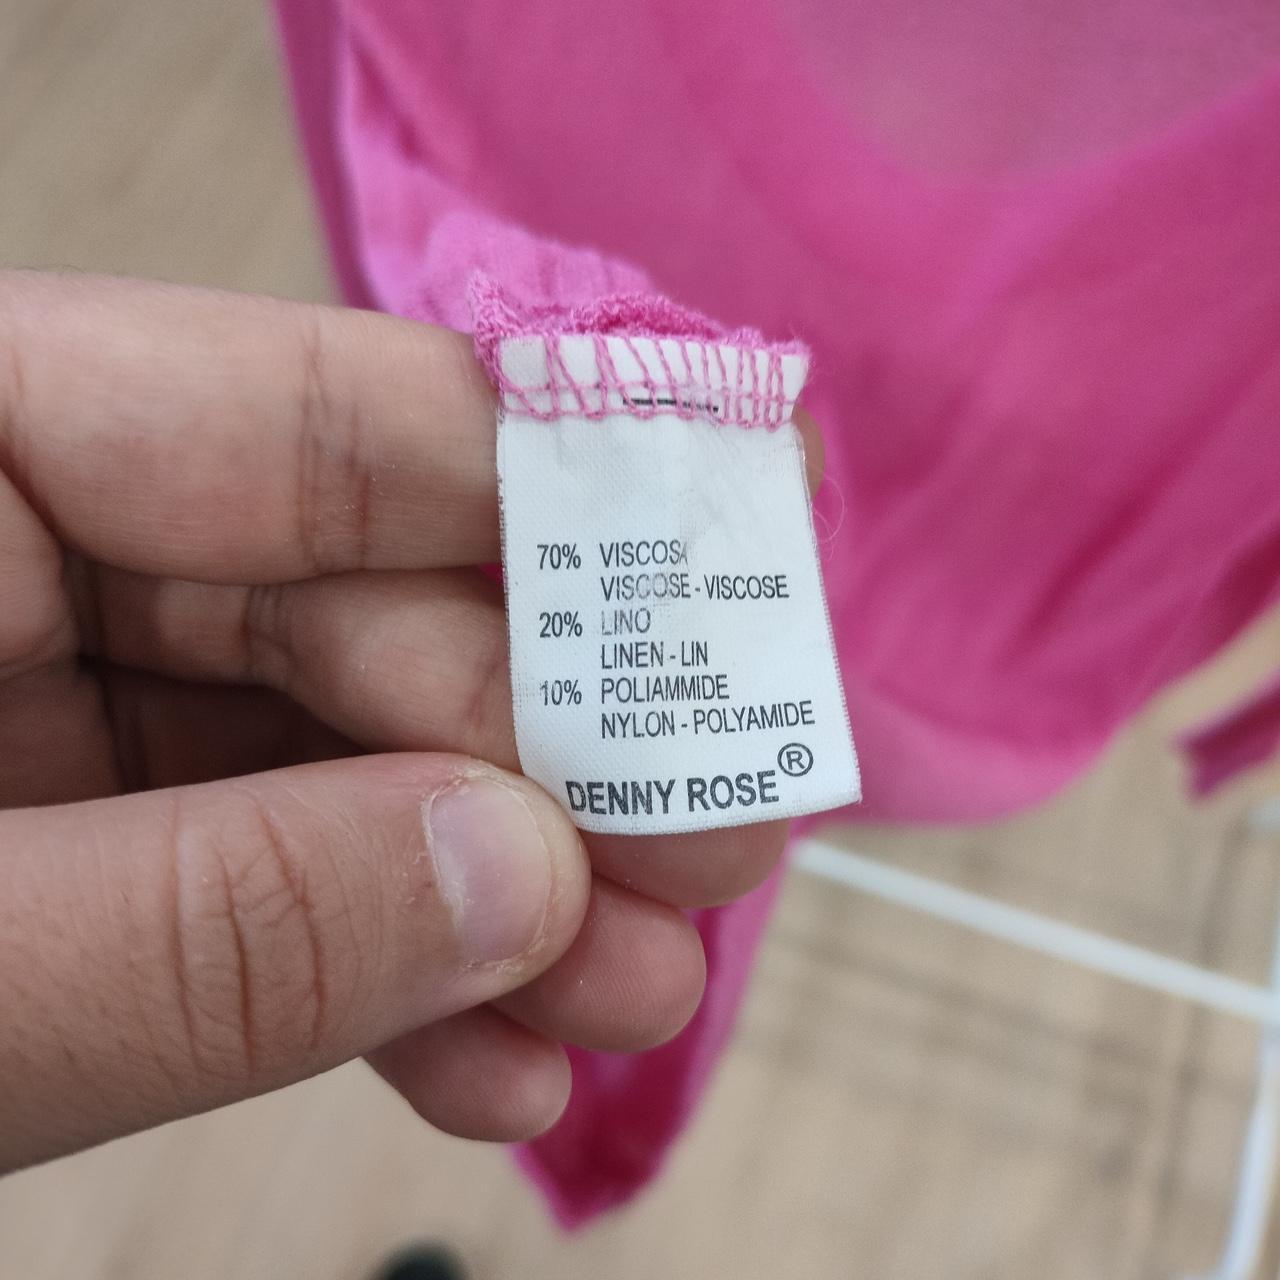 70% VISCOSA
VISCOSE - VISCOSE
20% LINO
LINEN - LIN
10% POLIAMMIDE
NYLON - POLYAMIDE
DENNY ROSE®